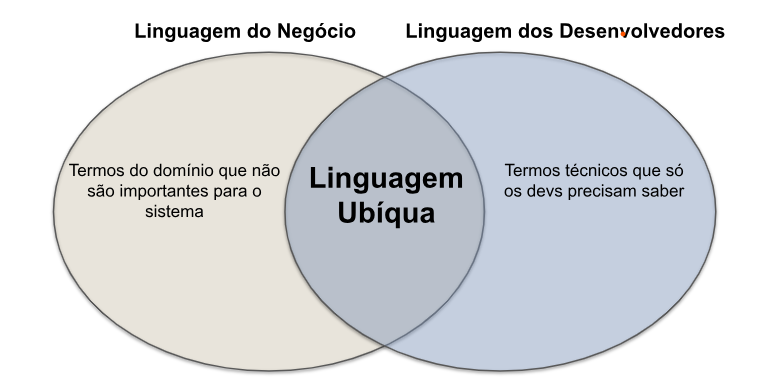 Linguagem do Negócio
Linguagem dos Desenvolvedores
Termos do domínio que não
são importantes para o
sistema
Linguagem
Ubíqua
Termos técnicos que só
os devs precisam saber